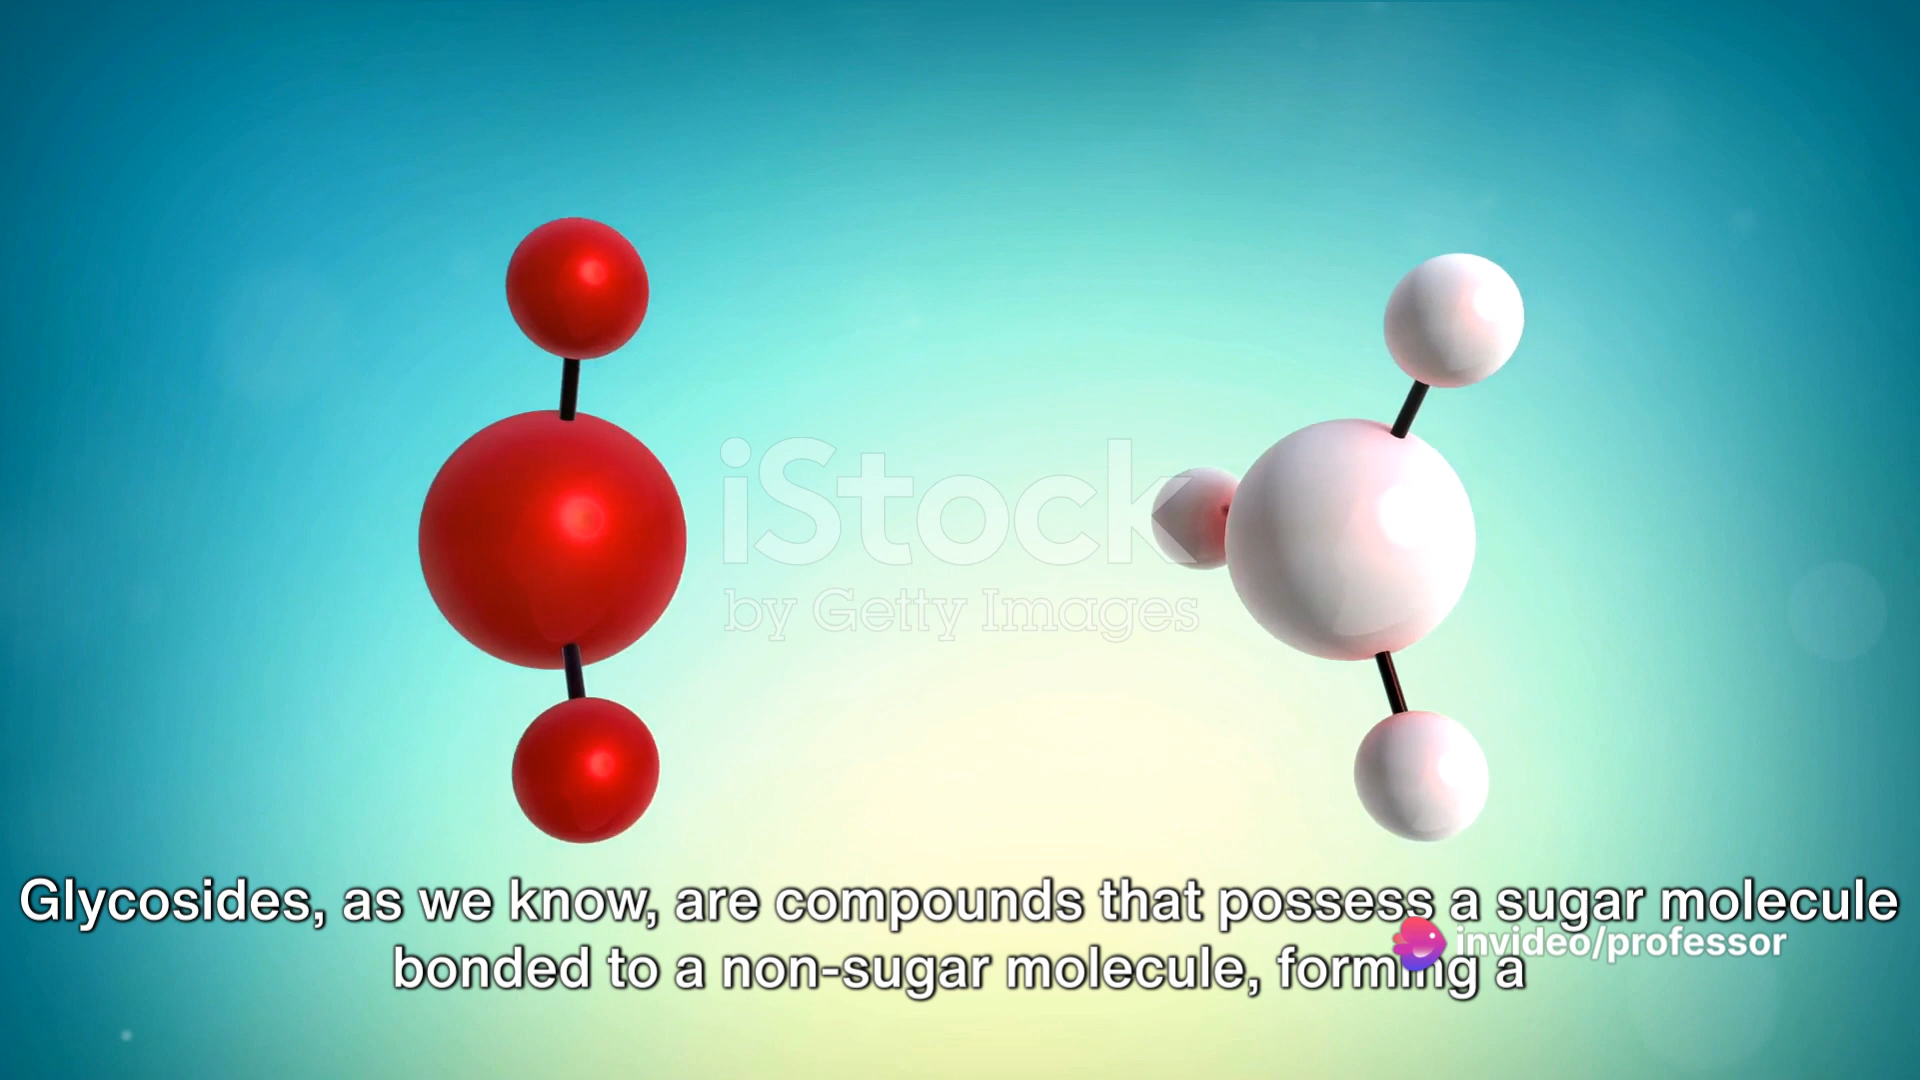 iStock
by Getty Images
Glycosides, as we know, are compounds that possess a sugar molecule
invideo/professor
bonded to a non-sugar molecule, forming a